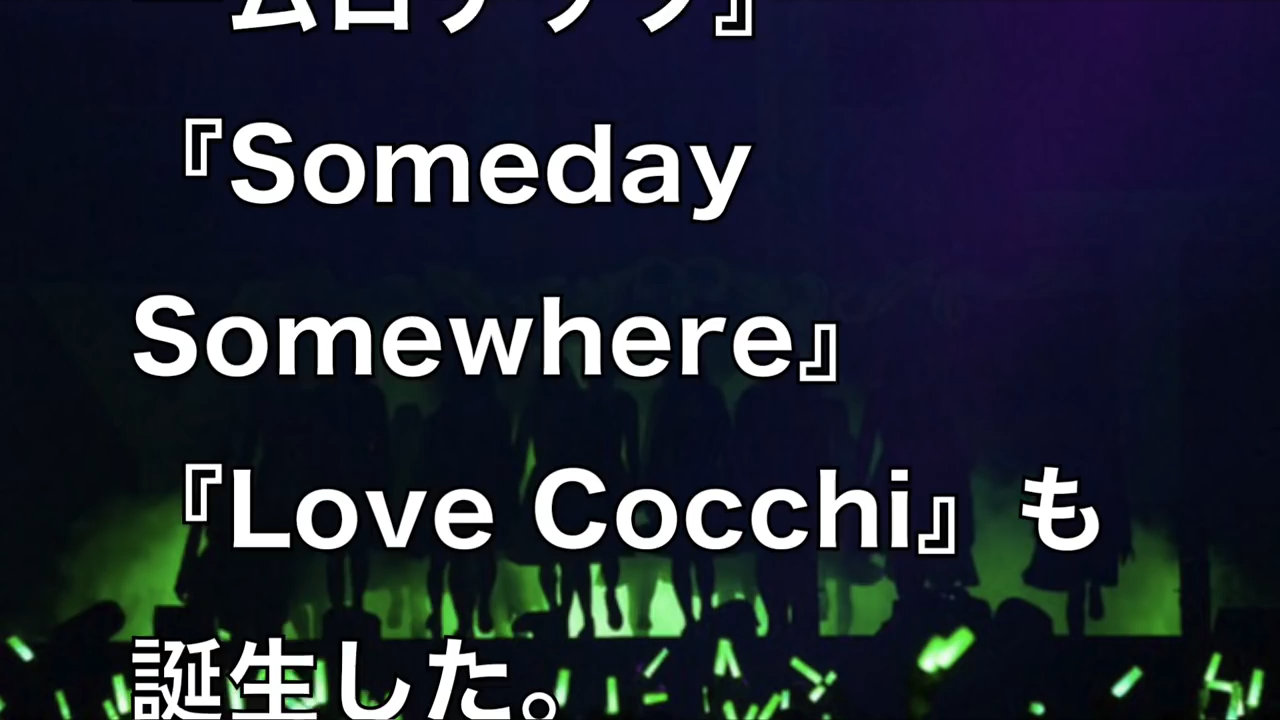 『Someday
Somewhere』
『Love Cocchi』も
誕生した。